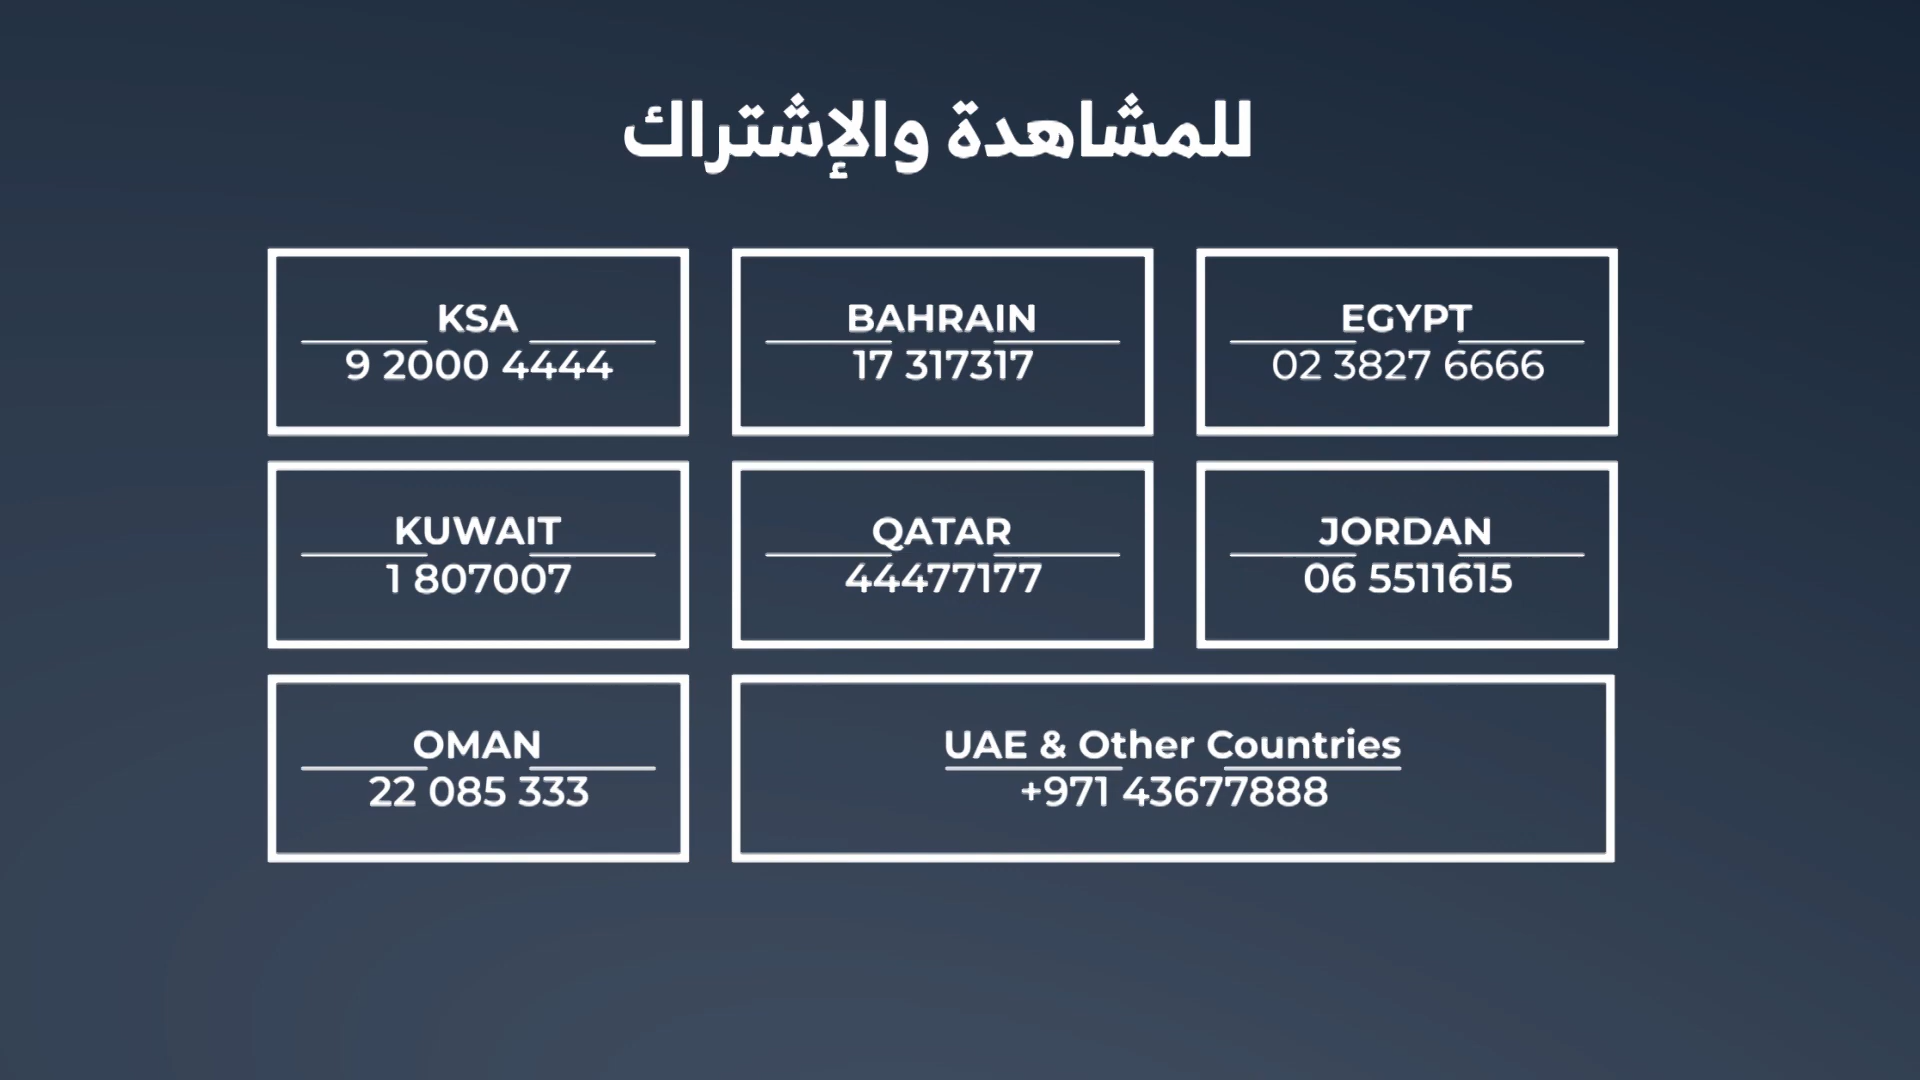 للمشاهدة والإشتراك
KSA
9 2000 4444
BAHRAIN
17 317317
EGYPT
02 3827 6666
KUWAIT
1 807007
QATAR
44477177
JORDAN
06 5511615
OMAN
22 085 333
UAE & Other Countries
+971 43677888